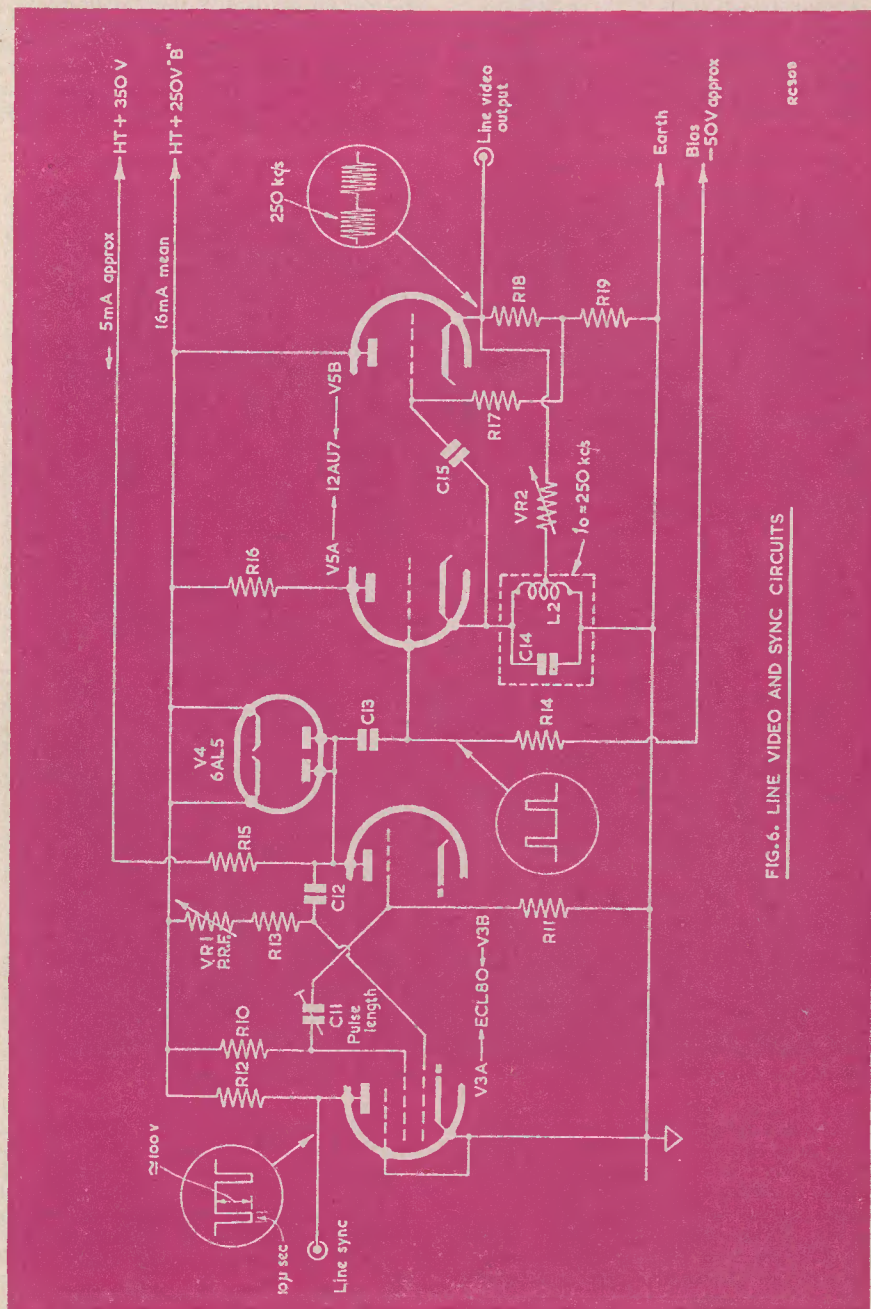 HT + 350 V
← 5mA approx
HT + 250V "B"
16mA mean
≃100 V
10μ sec
Line sync
R12
R10
VR1
P.R.F.
R13
R15
V4
6AL5
R16
250 kc/s
C11
Pulse
length
C12
C13
V5A → 12AU7 ← V5B
C15
Line video
output
R18
R17
R19
V3A → ECL80 ← V3B
R11
R14
C14
L2
VR2
fo = 250 kc/s
Earth
Bias
-50V approx
FIG. 6. LINE VIDEO AND SYNC CIRCUITS
RC909